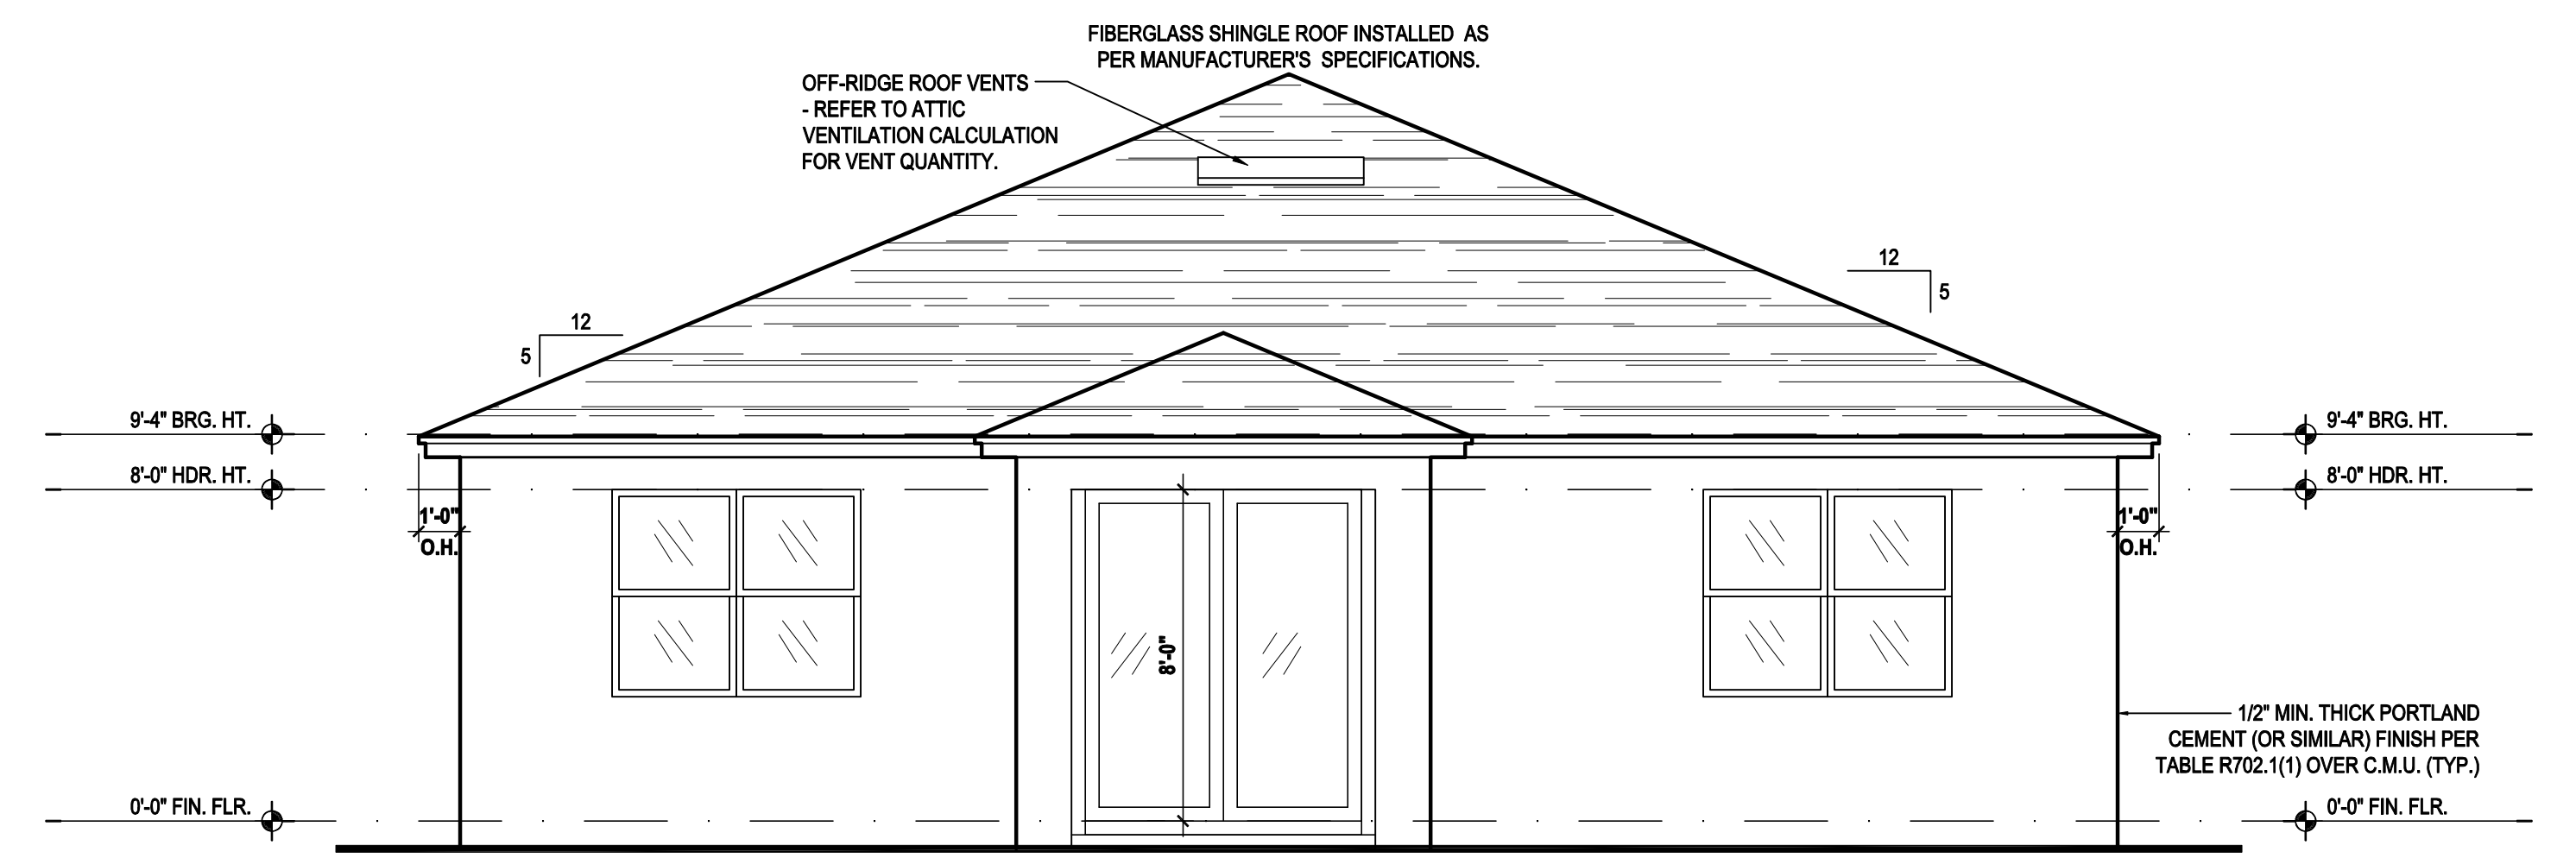 FIBERGLASS SHINGLE ROOF INSTALLED AS
PER MANUFACTURER'S SPECIFICATIONS.
OFF-RIDGE ROOF VENTS
- REFER TO ATTIC
VENTILATION CALCULATION
FOR VENT QUANTITY.
12
5
12
5
9'-4" BRG. HT.
9'-4" BRG. HT.
8'-0" HDR. HT.
8'-0" HDR. HT.
1'-0"
O.H.
1'-0"
O.H.
8'-0"
1/2" MIN. THICK PORTLAND
CEMENT (OR SIMILAR) FINISH PER
TABLE R702.1(1) OVER C.M.U. (TYP.)
0'-0" FIN. FLR.
0'-0" FIN. FLR.